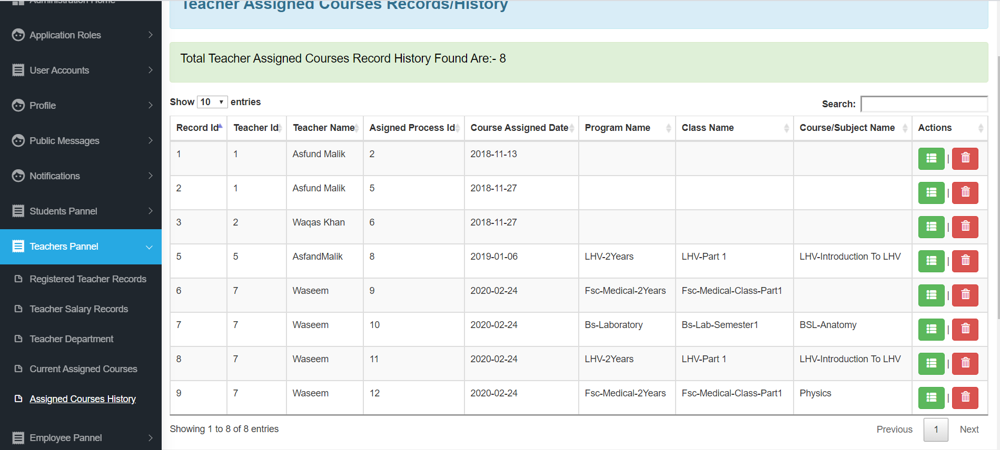 Administration Home
Application Roles
User Accounts
Profile
Public Messages
Notifications
Students Pannel
Teachers Pannel
Registered Teacher Records
Teacher Salary Records
Teacher Department
Current Assigned Courses
Assigned Courses History
Employee Pannel
Teacher Assigned Courses Records/History
Total Teacher Assigned Courses Record History Found Are:- 8
Show 10 entries
Search:
Record Id Teacher Id Teacher Name Asigned Process Id Course Assigned Date Program Name Class Name Course/Subject Name Actions
1 1 Asfund Malik 2 2018-11-13 |
2 1 Asfund Malik 5 2018-11-27 |
3 2 Waqas Khan 6 2018-11-27 |
5 5 AsfandMalik 8 2019-01-06 LHV-2Years LHV-Part 1 LHV-Introduction To LHV |
6 7 Waseem 9 2020-02-24 Fsc-Medical-2Years Fsc-Medical-Class-Part1 |
7 7 Waseem 10 2020-02-24 Bs-Laboratory Bs-Lab-Semester1 BSL-Anatomy |
8 7 Waseem 11 2020-02-24 LHV-2Years LHV-Part 1 LHV-Introduction To LHV |
9 7 Waseem 12 2020-02-24 Fsc-Medical-2Years Fsc-Medical-Class-Part1 Physics |
Showing 1 to 8 of 8 entries
Previous 1 Next